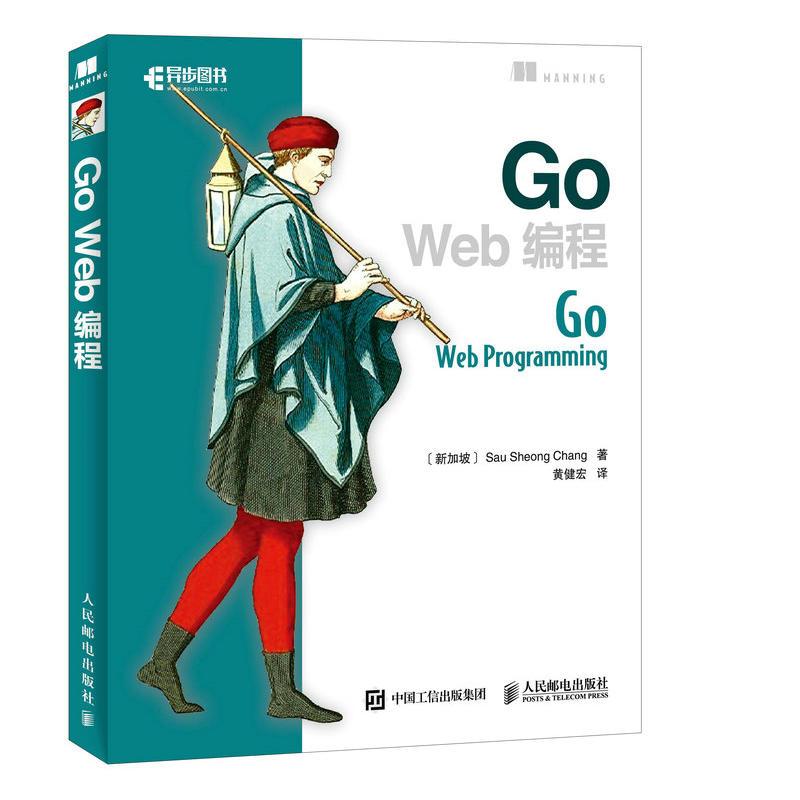 MANNING
Go Web 编程
人民邮电出版社
异步图书
www.epubit.com.cn
MANNING
Go
Web 编程
Go
Web Programming
〔新加坡〕 Sau Sheong Chang 著
黄健宏 译
中国工信出版集团
人民邮电出版社
POSTS & TELECOM PRESS